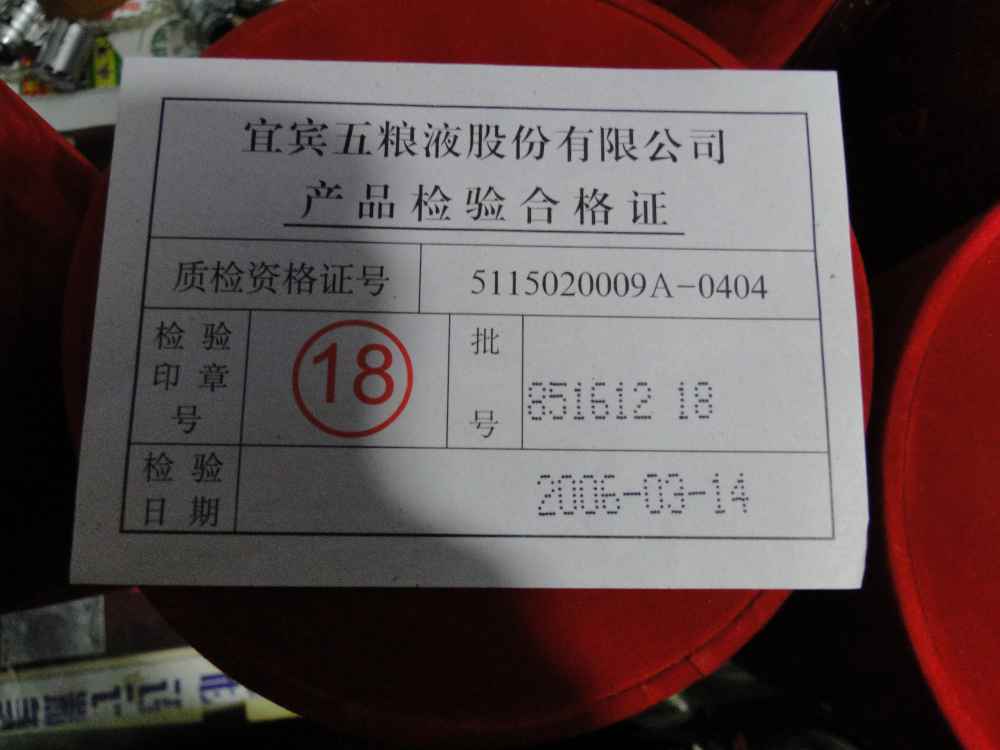 宜宾五粮液股份有限公司
产品检验合格证
质检资格证号 5115020009A-0404
检验印章号 18 批号 851612 18
检验日期 2006-03-14